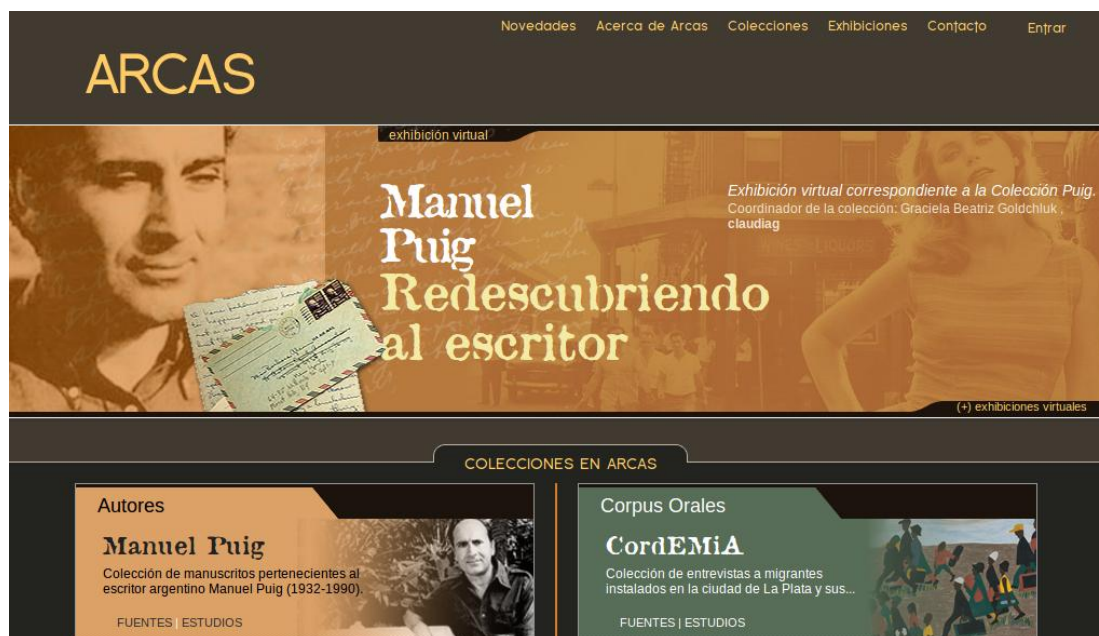 Novedades Acerca de Arcas Colecciones Exhibiciones Contacto Entrar
ARCAS
exhibición virtual
Manuel
Puig
Redescubriendo
al escritor
Exhibición virtual correspondiente a la Colección Puig.
Coordinador de la colección: Graciela Beatriz Goldchluk ,
claudiag
(+) exhibiciones virtuales
COLECCIONES EN ARCAS
Autores
Manuel Puig
Colección de manuscritos pertenecientes al
escritor argentino Manuel Puig (1932-1990).
FUENTES | ESTUDIOS
Corpus Orales
CordEMiA
Colección de entrevistas a migrantes
instalados en la ciudad de La Plata y sus...
FUENTES | ESTUDIOS